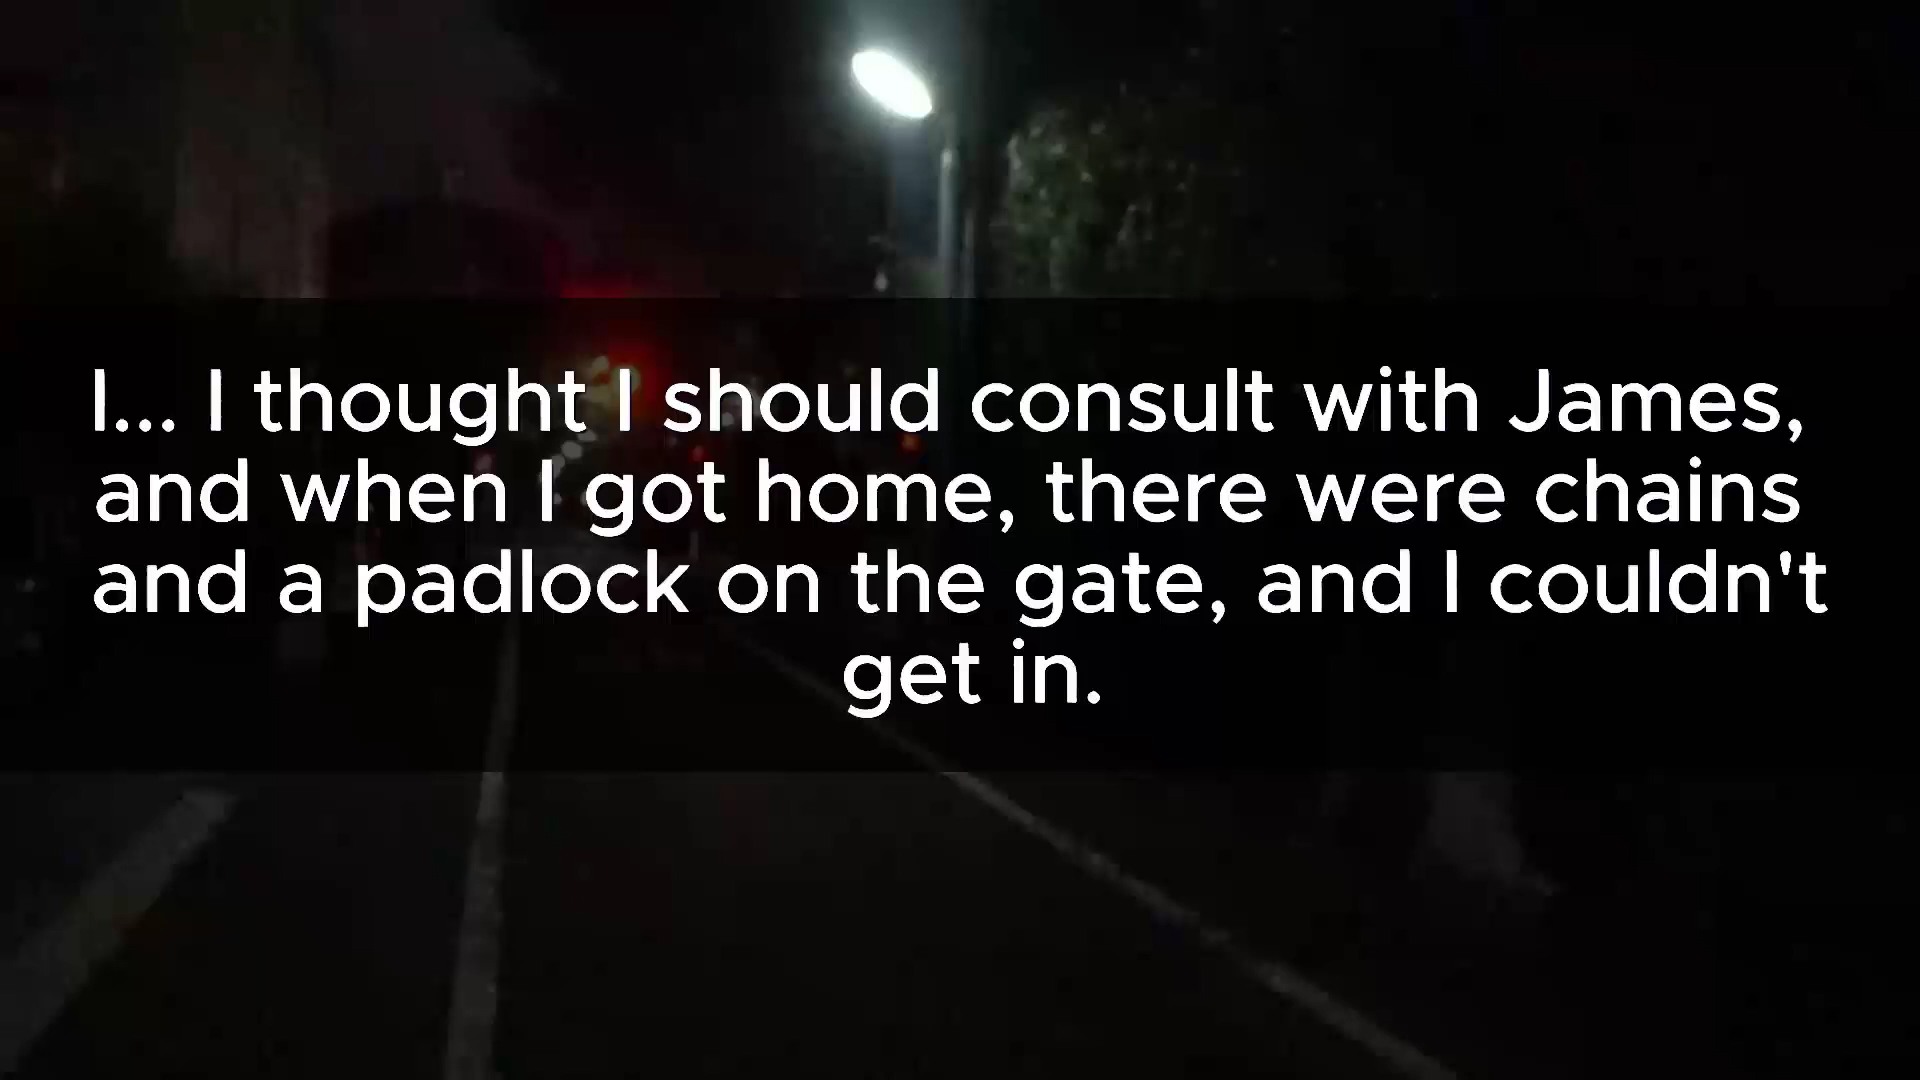 I... I thought I should consult with James,
and when I got home, there were chains
and a padlock on the gate, and I couldn't
get in.